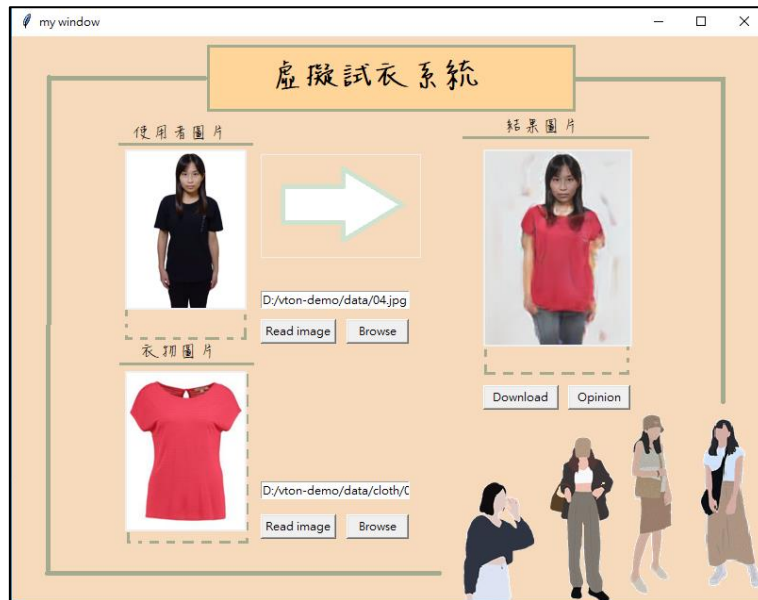 my window
虛擬試衣系統
使用者圖片
結果圖片
D:/vton-demo/data/04.jpg
Read image
Browse
衣物圖片
Download
Opinion
D:/vton-demo/data/cloth/0
Read image
Browse